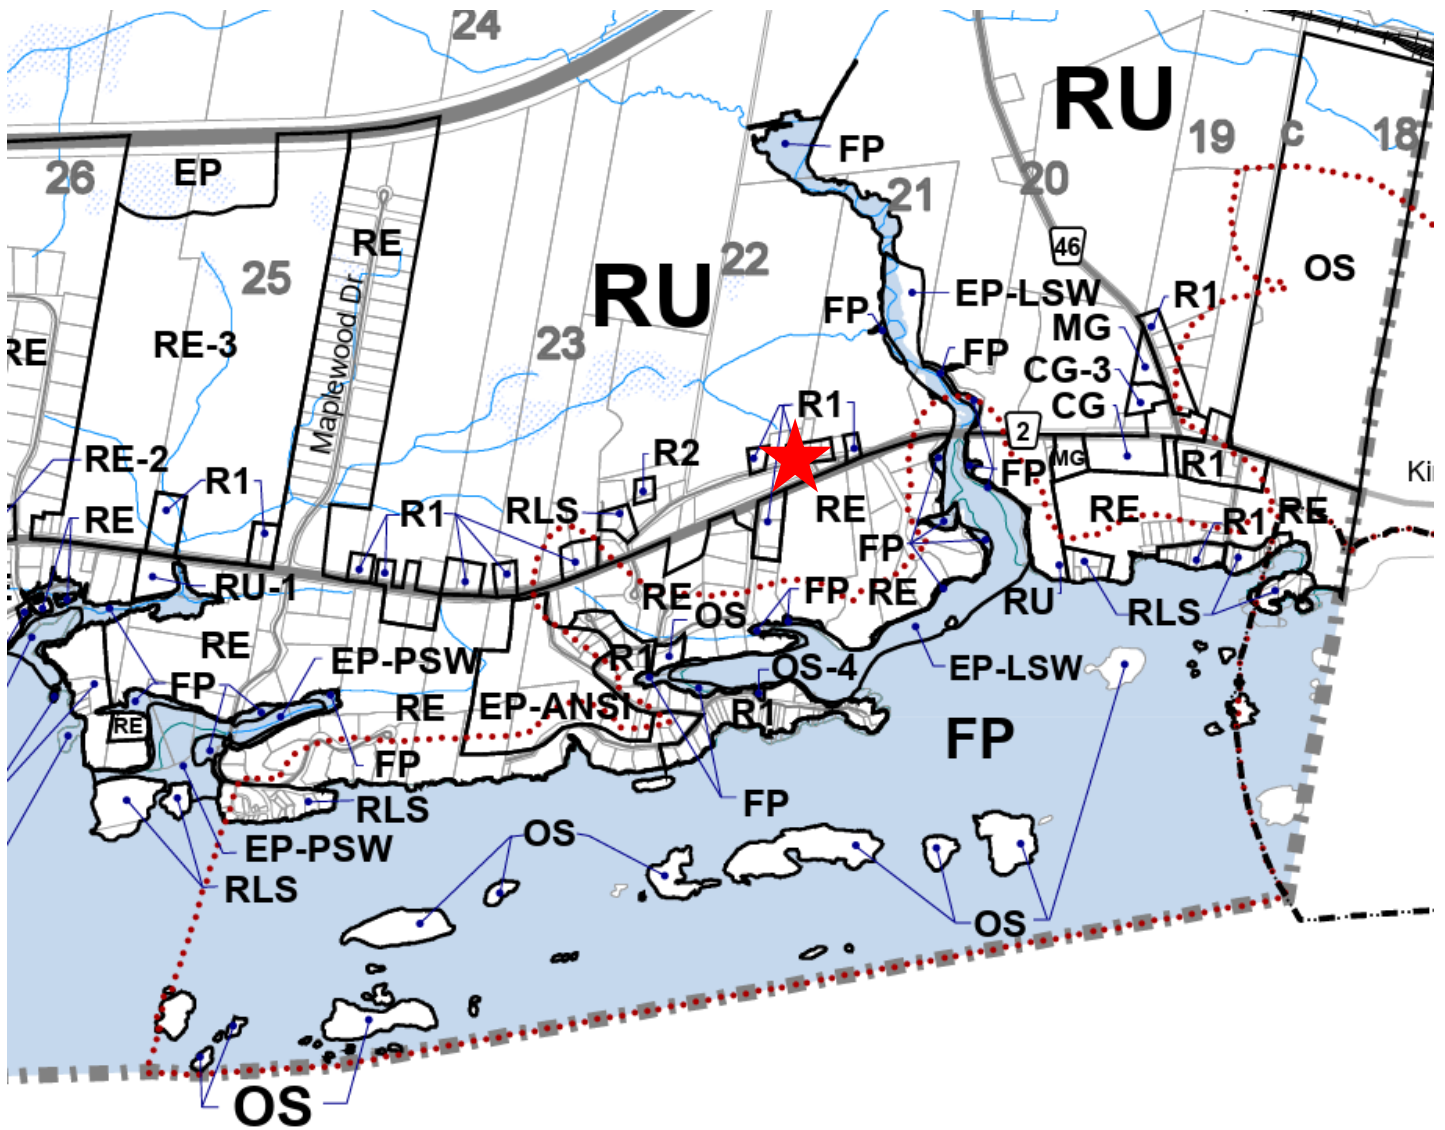 24
RU
19
c
18
FP
26
EP
21
20
RE
46
22
25
RU
EP-LSW
OS
R1
FP
MG
RE
RE-3
23
FP
CG-3
Maplewood Dr
R1
CG
2
R2
MG
RE-2
R1
FP
R1
RE
RLS
R1
RE
RE
R1
RE
FP
RU-1
RE
FP
RE
RU
RLS
OS
RE
R1
OS-4
EP-LSW
EP-PSW
FP
RE
EP-ANSI
R1
RE
FP
FP
RLS
FP
EP-PSW
OS
RLS
OS
OS